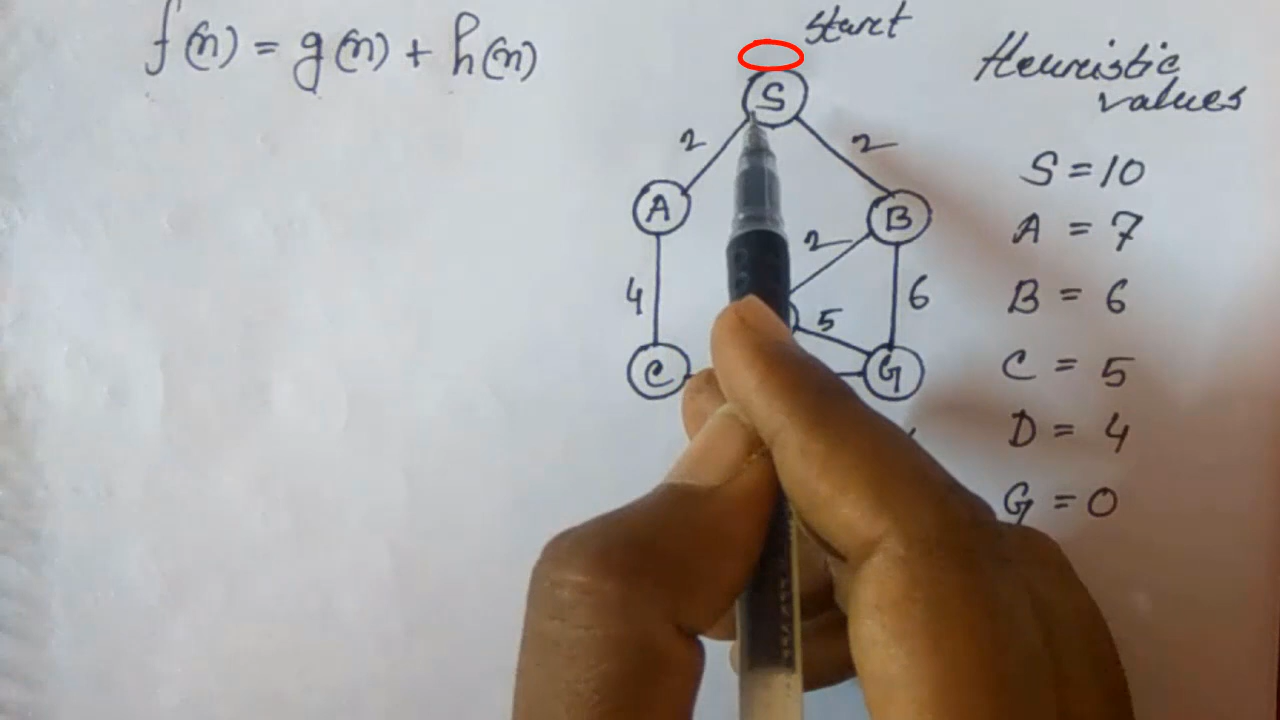 f(n) = g(n) + h(n)
Start
Heuristic
values
S
2
2
A
B
2
4
6
5
C
G
S = 10
A = 7
B = 6
C = 5
D = 4
G = 0